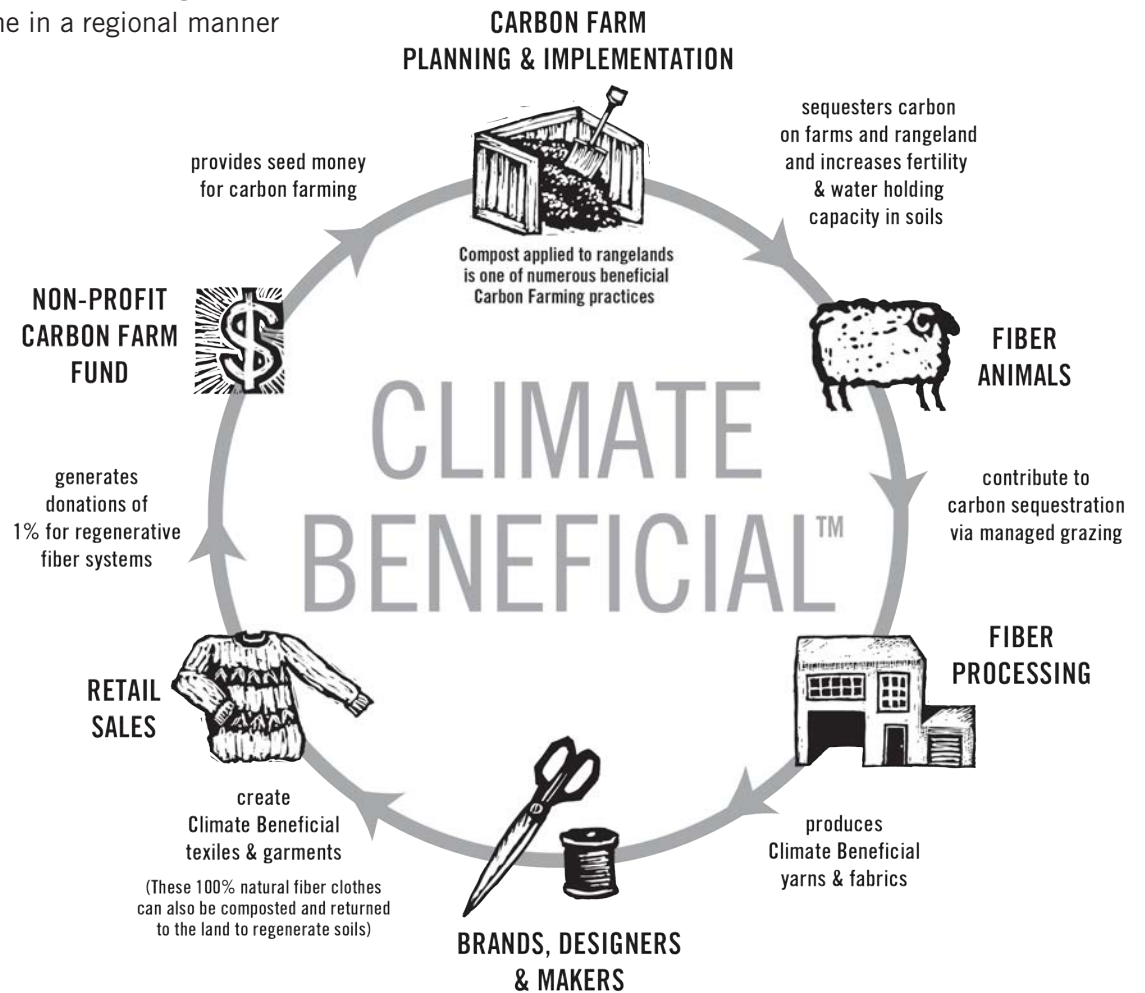 ne in a regional manner
CARBON FARM
PLANNING & IMPLEMENTATION
sequesters carbon
on farms and rangeland
and increases fertility
& water holding
capacity in soils
provides seed money
for carbon farming
Compost applied to rangelands
is one of numerous beneficial
Carbon Farming practices
NON-PROFIT
CARBON FARM
FUND
$
FIBER
ANIMALS
CLIMATE
BENEFICIAL™
generates
donations of
1% for regenerative
fiber systems
contribute to
carbon sequestration
via managed grazing
FIBER
PROCESSING
RETAIL
SALES
create
Climate Beneficial
texiles & garments
(These 100% natural fiber clothes
can also be composted and returned
to the land to regenerate soils)
produces
Climate Beneficial
yarns & fabrics
BRANDS, DESIGNERS
& MAKERS